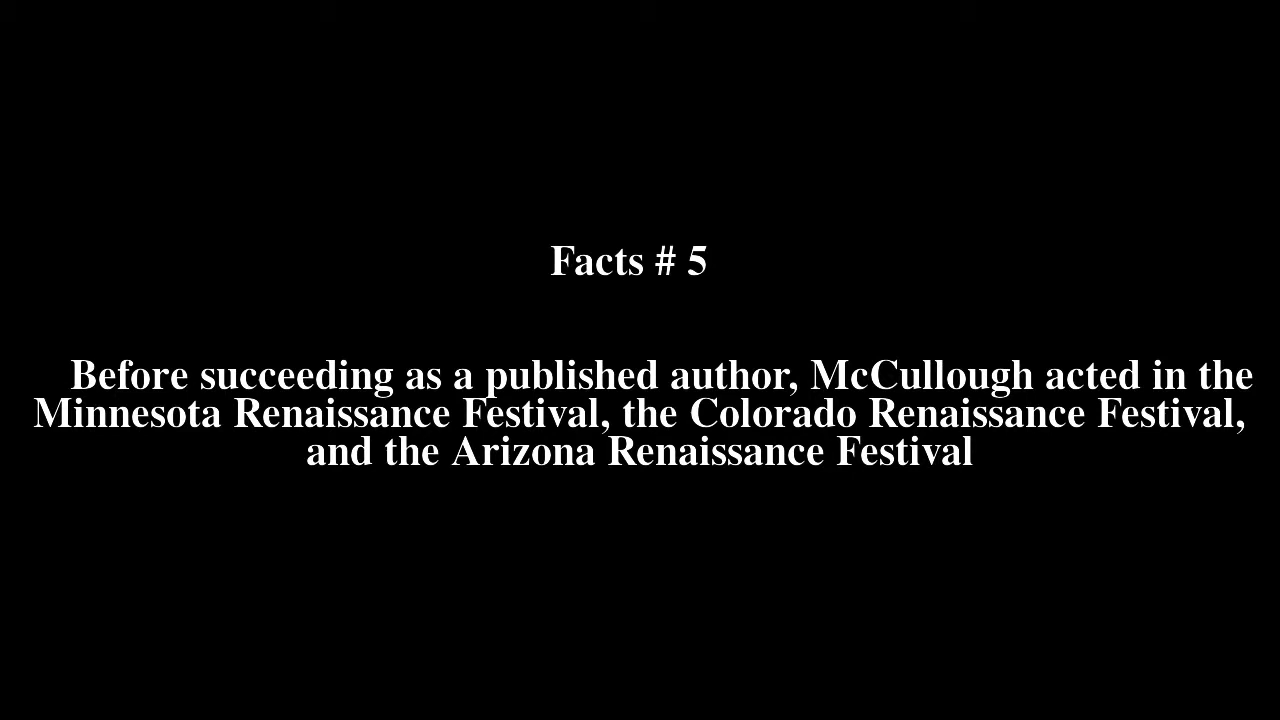 Facts # 5
Before succeeding as a published author, McCullough acted in the
Minnesota Renaissance Festival, the Colorado Renaissance Festival,
and the Arizona Renaissance Festival